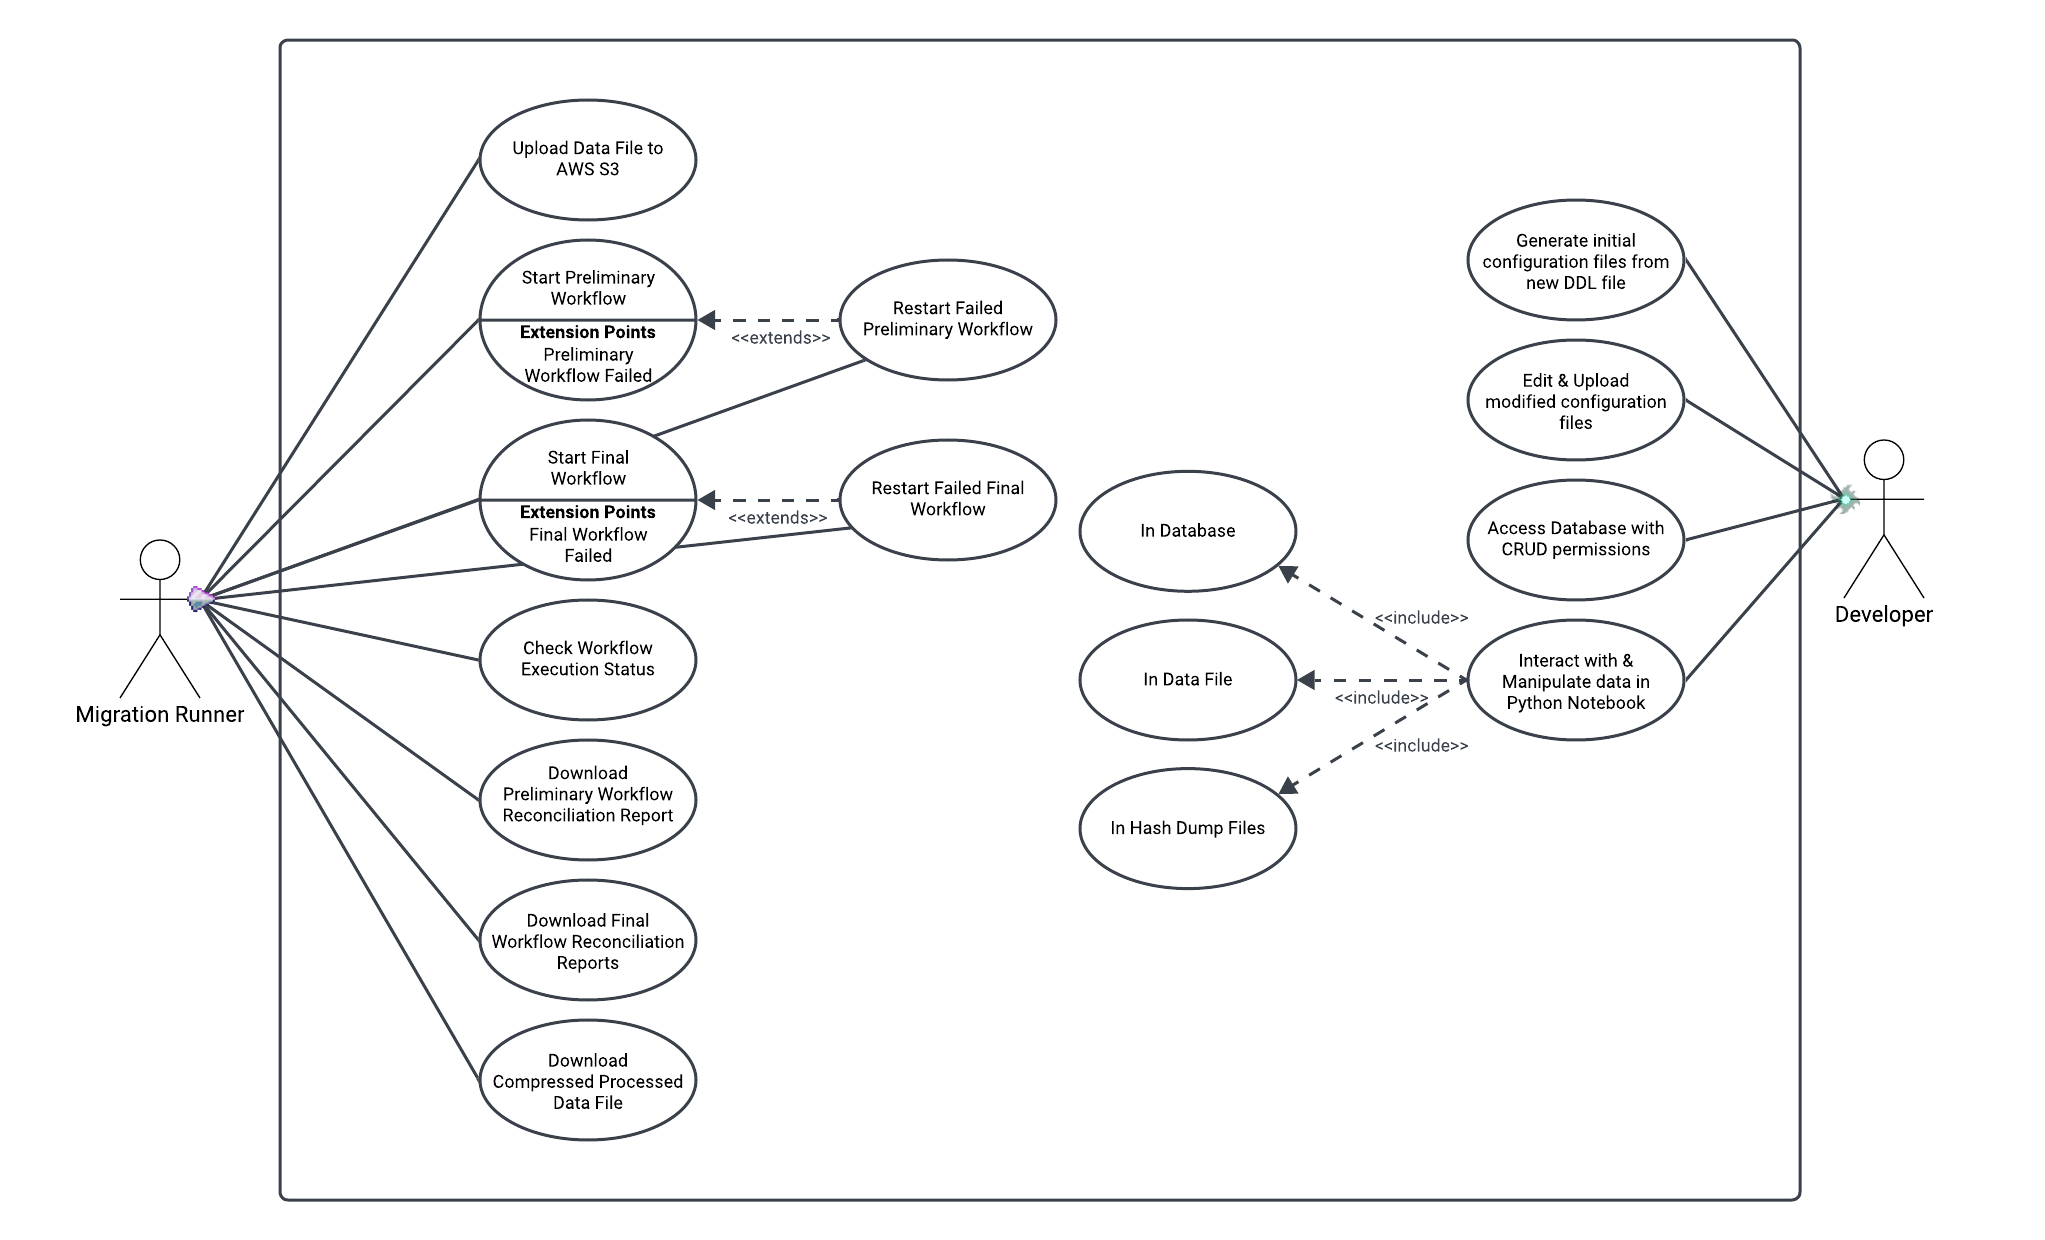 Upload Data File to
AWS S3
Start Preliminary
Workflow
Extension Points
Preliminary
Workflow Failed
<<extends>>
Restart Failed
Preliminary Workflow
Start Final
Workflow
Extension Points
Final Workflow
Failed
<<extends>>
Restart Failed Final
Workflow
Check Workflow
Execution Status
Migration Runner
Download
Preliminary Workflow
Reconciliation Report
Download Final
Workflow Reconciliation
Reports
Download
Compressed Processed
Data File
In Database
In Data File
In Hash Dump Files
<<include>>
<<include>>
<<include>>
Generate initial
configuration files from
new DDL file
Edit & Upload
modified configuration
files
Access Database with
CRUD permissions
Interact with &
Manipulate data in
Python Notebook
Developer